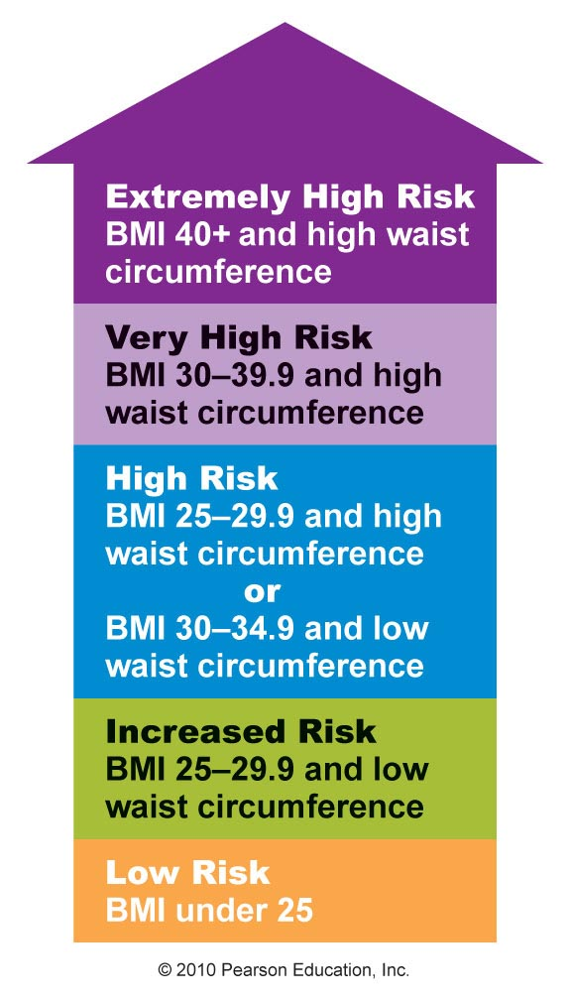 Extremely High Risk
BMI 40+ and high waist
circumference
Very High Risk
BMI 30–39.9 and high
waist circumference
High Risk
BMI 25–29.9 and high
waist circumference
or
BMI 30–34.9 and low
waist circumference
Increased Risk
BMI 25–29.9 and low
waist circumference
Low Risk
BMI under 25
© 2010 Pearson Education, Inc.